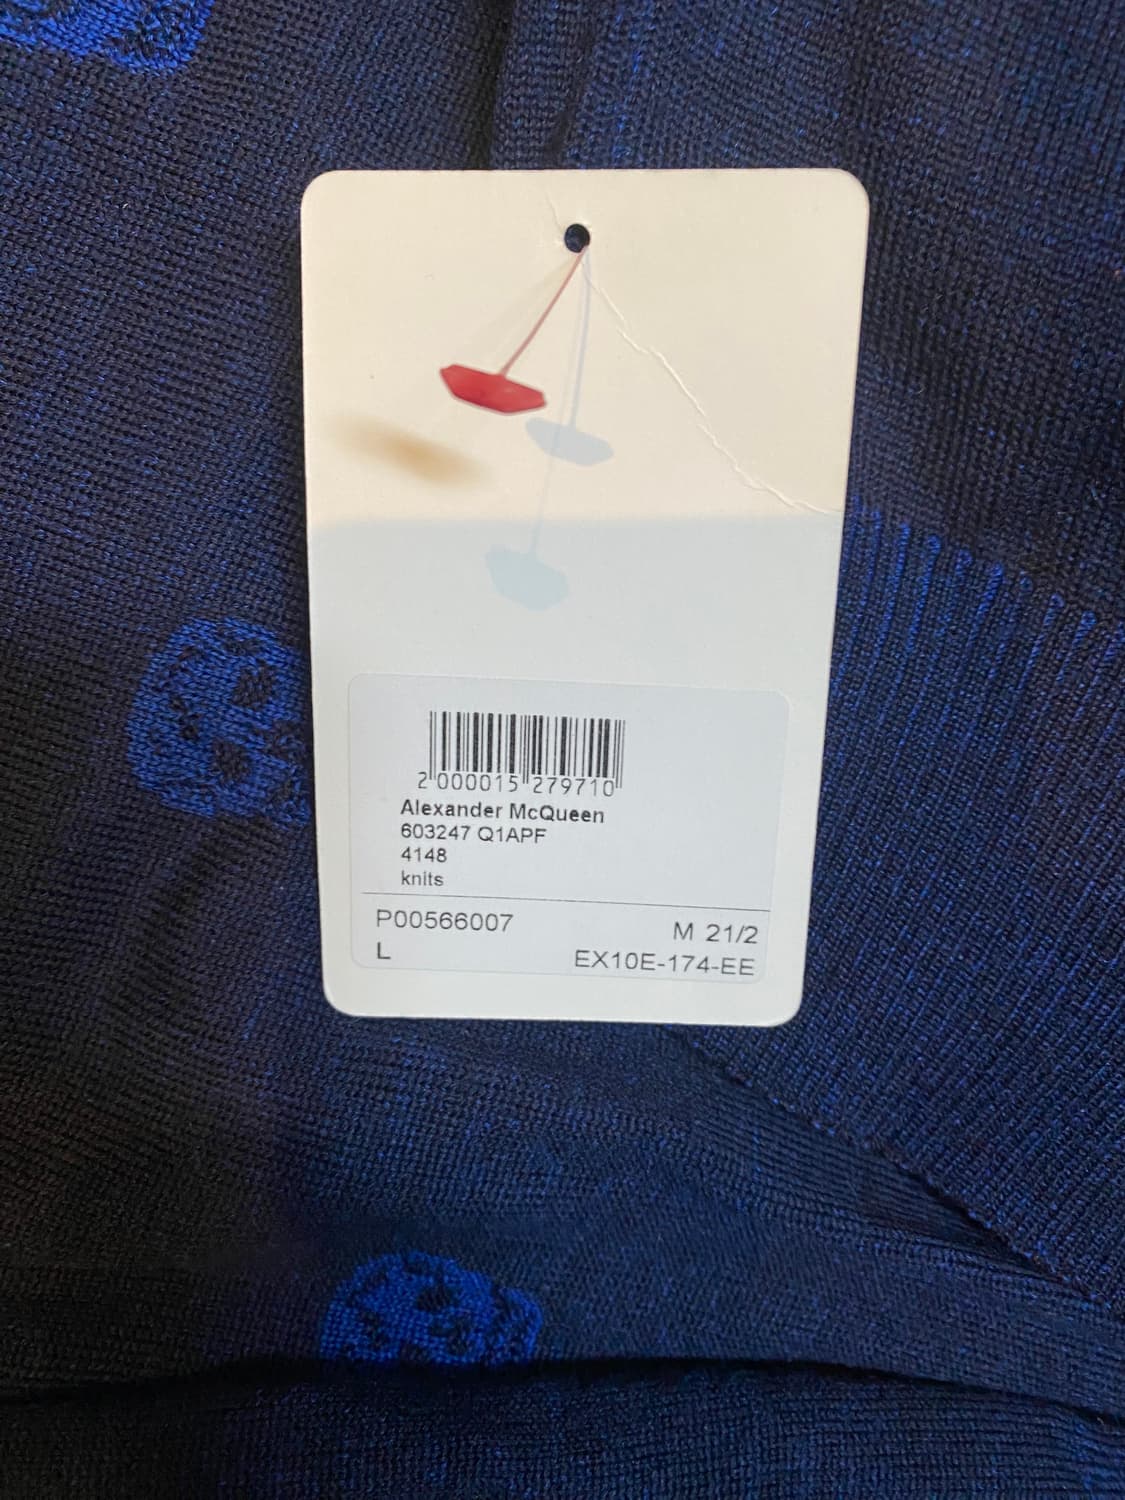 2 000015 279710
Alexander McQueen
603247 Q1APF
4148
knits
P00566007
M 21/2
L
EX10E-174-EE